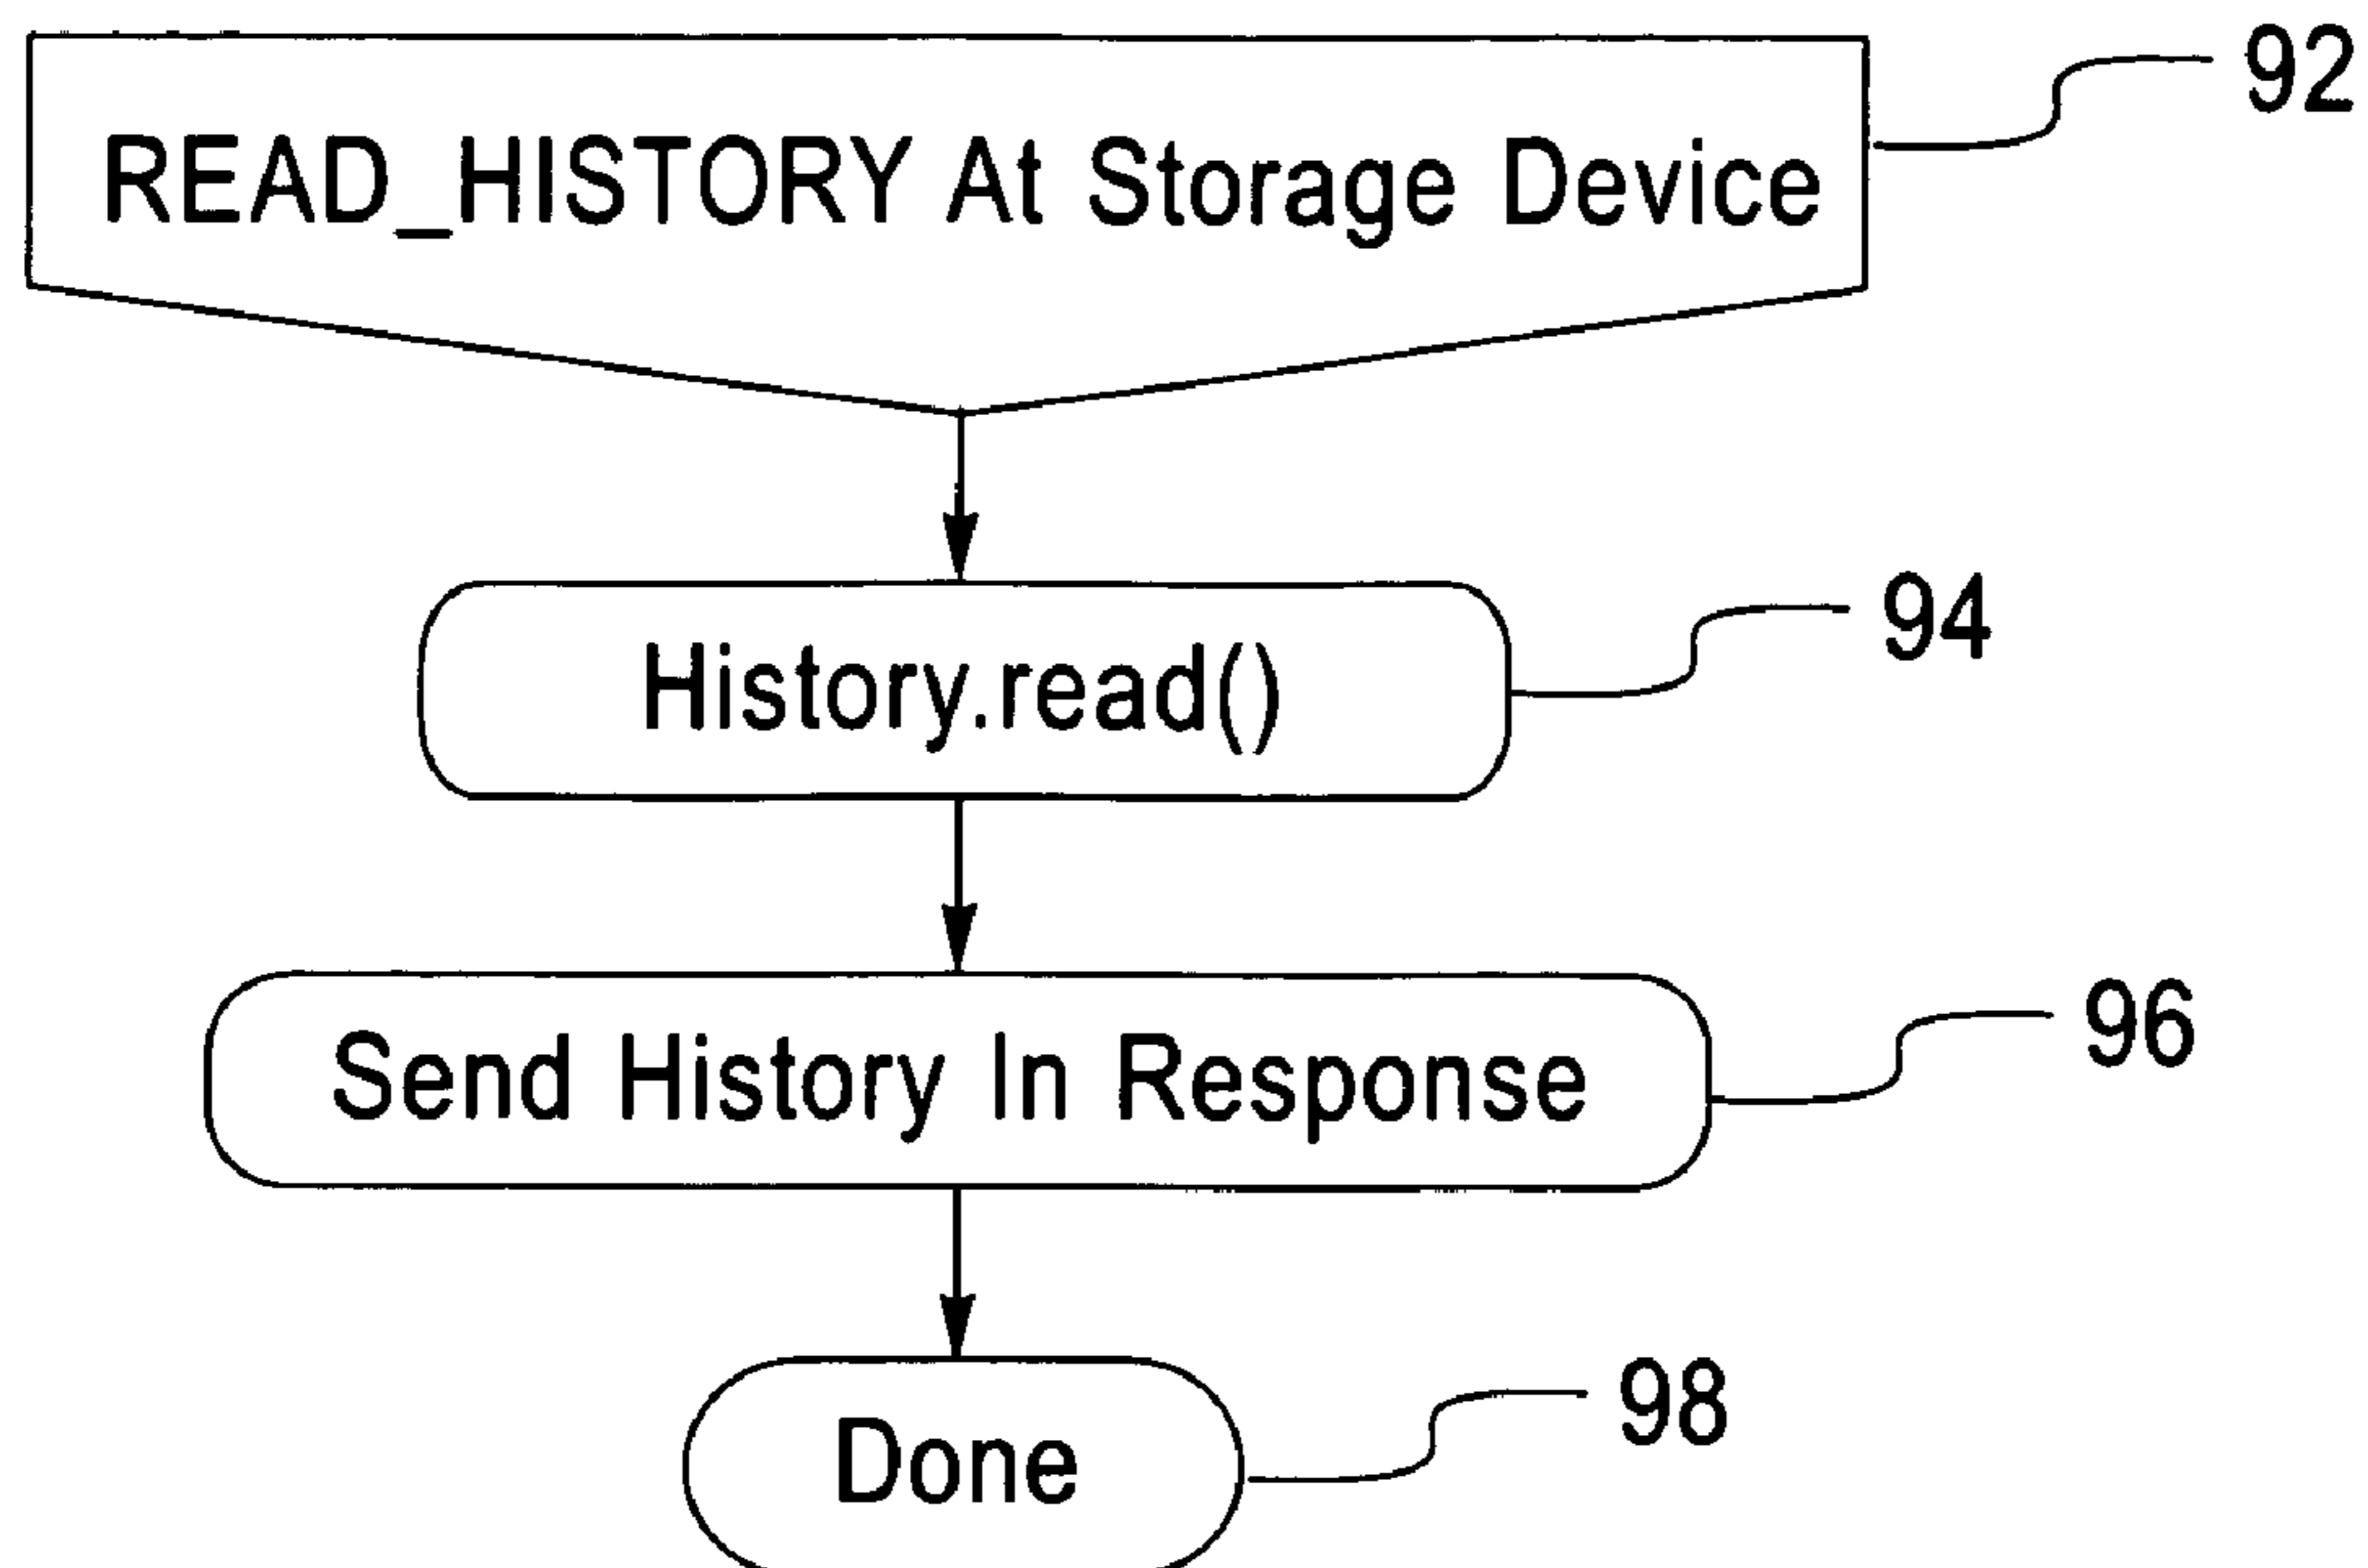 READ_HISTORY At Storage Device
92
History.read()
94
Send History In Response
96
Done
98